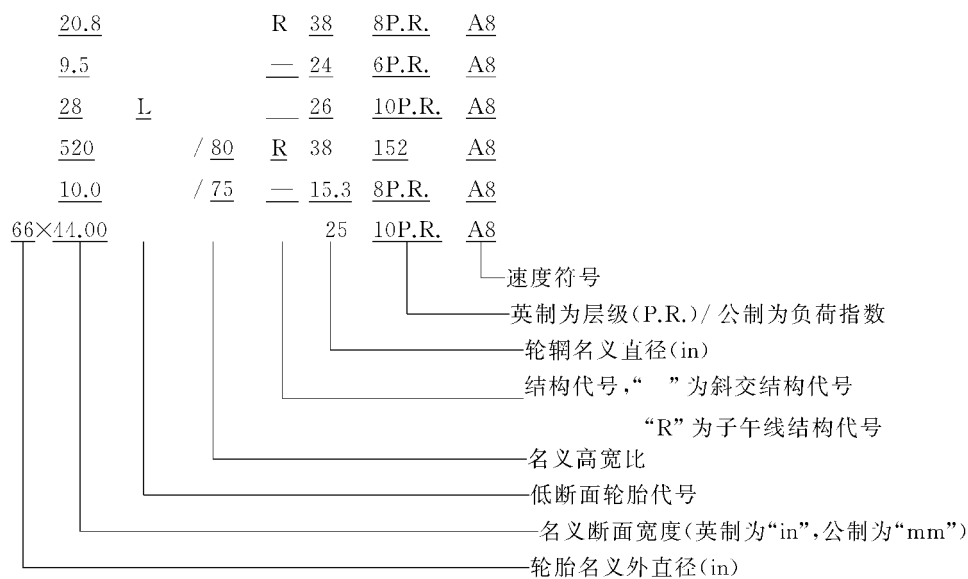 20.8 R 38 8P.R. A8
9.5 — 24 6P.R. A8
28 L 26 10P.R. A8
520 /80 R 38 152 A8
10.0 /75 — 15.3 8P.R. A8
66×44.00 25 10P.R. A8
速度符号
英制为层级(P.R.)/公制为负荷指数
轮辋名义直径(in)
结构代号,“ ”为斜交结构代号
“R”为子午线结构代号
名义高宽比
低断面轮胎代号
名义断面宽度(英制为“in”,公制为“mm”)
轮胎名义外直径(in)